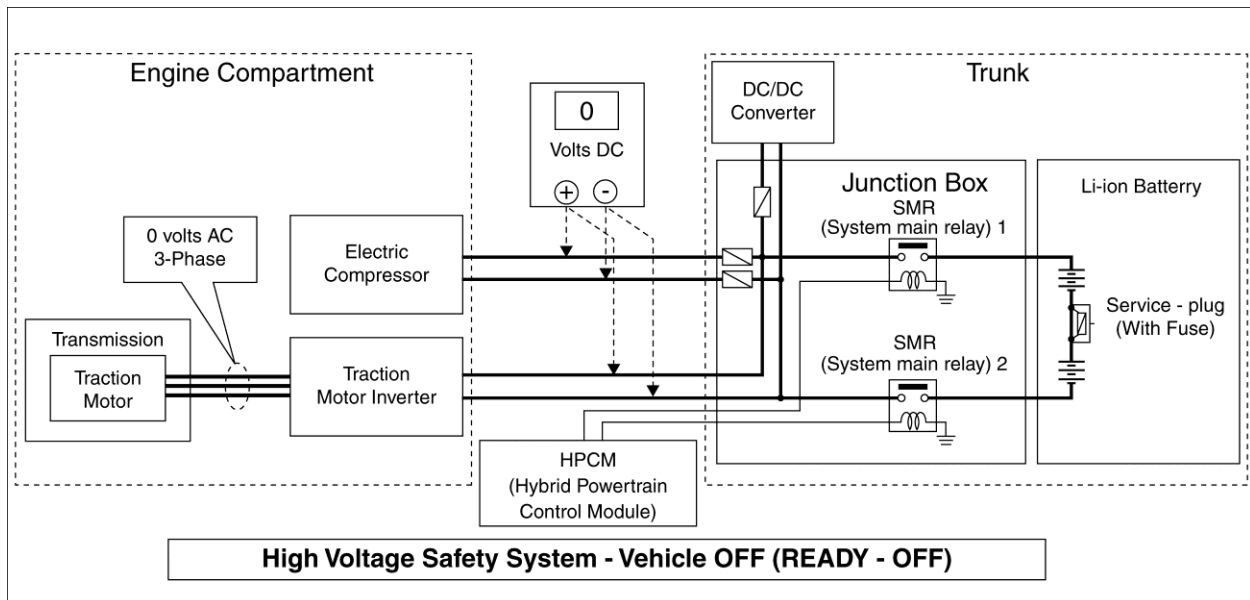 Engine Compartment
Trunk
DC/DC
Converter
0
Volts DC
+
-
Junction Box
Li-ion Batterry
SMR
(System main relay) 1
0 volts AC
3-Phase
Electric
Compressor
Service - plug
(With Fuse)
Transmission
Traction
Motor
Traction
Motor Inverter
SMR
(System main relay) 2
HPCM
(Hybrid Powertrain
Control Module)
High Voltage Safety System - Vehicle OFF (READY - OFF)